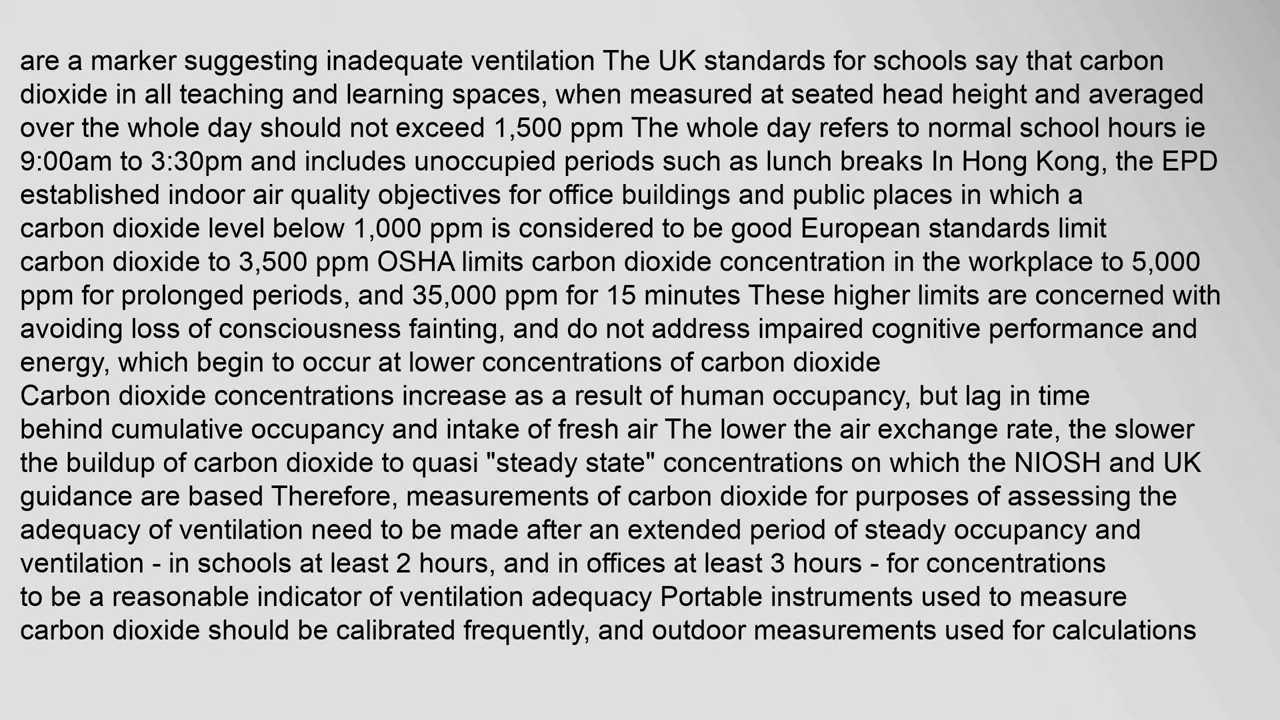 are a marker suggesting inadequate ventilation The UK standards for schools say that carbon
dioxide in all teaching and learning spaces, when measured at seated head height and averaged
over the whole day should not exceed 1,500 ppm The whole day refers to normal school hours ie
9:00am to 3:30pm and includes unoccupied periods such as lunch breaks In Hong Kong, the EPD
established indoor air quality objectives for office buildings and public places in which a
carbon dioxide level below 1,000 ppm is considered to be good European standards limit
carbon dioxide to 3,500 ppm OSHA limits carbon dioxide concentration in the workplace to 5,000
ppm for prolonged periods, and 35,000 ppm for 15 minutes These higher limits are concerned with
avoiding loss of consciousness fainting, and do not address impaired cognitive performance and
energy, which begin to occur at lower concentrations of carbon dioxide
Carbon dioxide concentrations increase as a result of human occupancy, but lag in time
behind cumulative occupancy and intake of fresh air The lower the air exchange rate, the slower
the buildup of carbon dioxide to quasi "steady state" concentrations on which the NIOSH and UK
guidance are based Therefore, measurements of carbon dioxide for purposes of assessing the
adequacy of ventilation need to be made after an extended period of steady occupancy and
ventilation - in schools at least 2 hours, and in offices at least 3 hours - for concentrations
to be a reasonable indicator of ventilation adequacy Portable instruments used to measure
carbon dioxide should be calibrated frequently, and outdoor measurements used for calculations